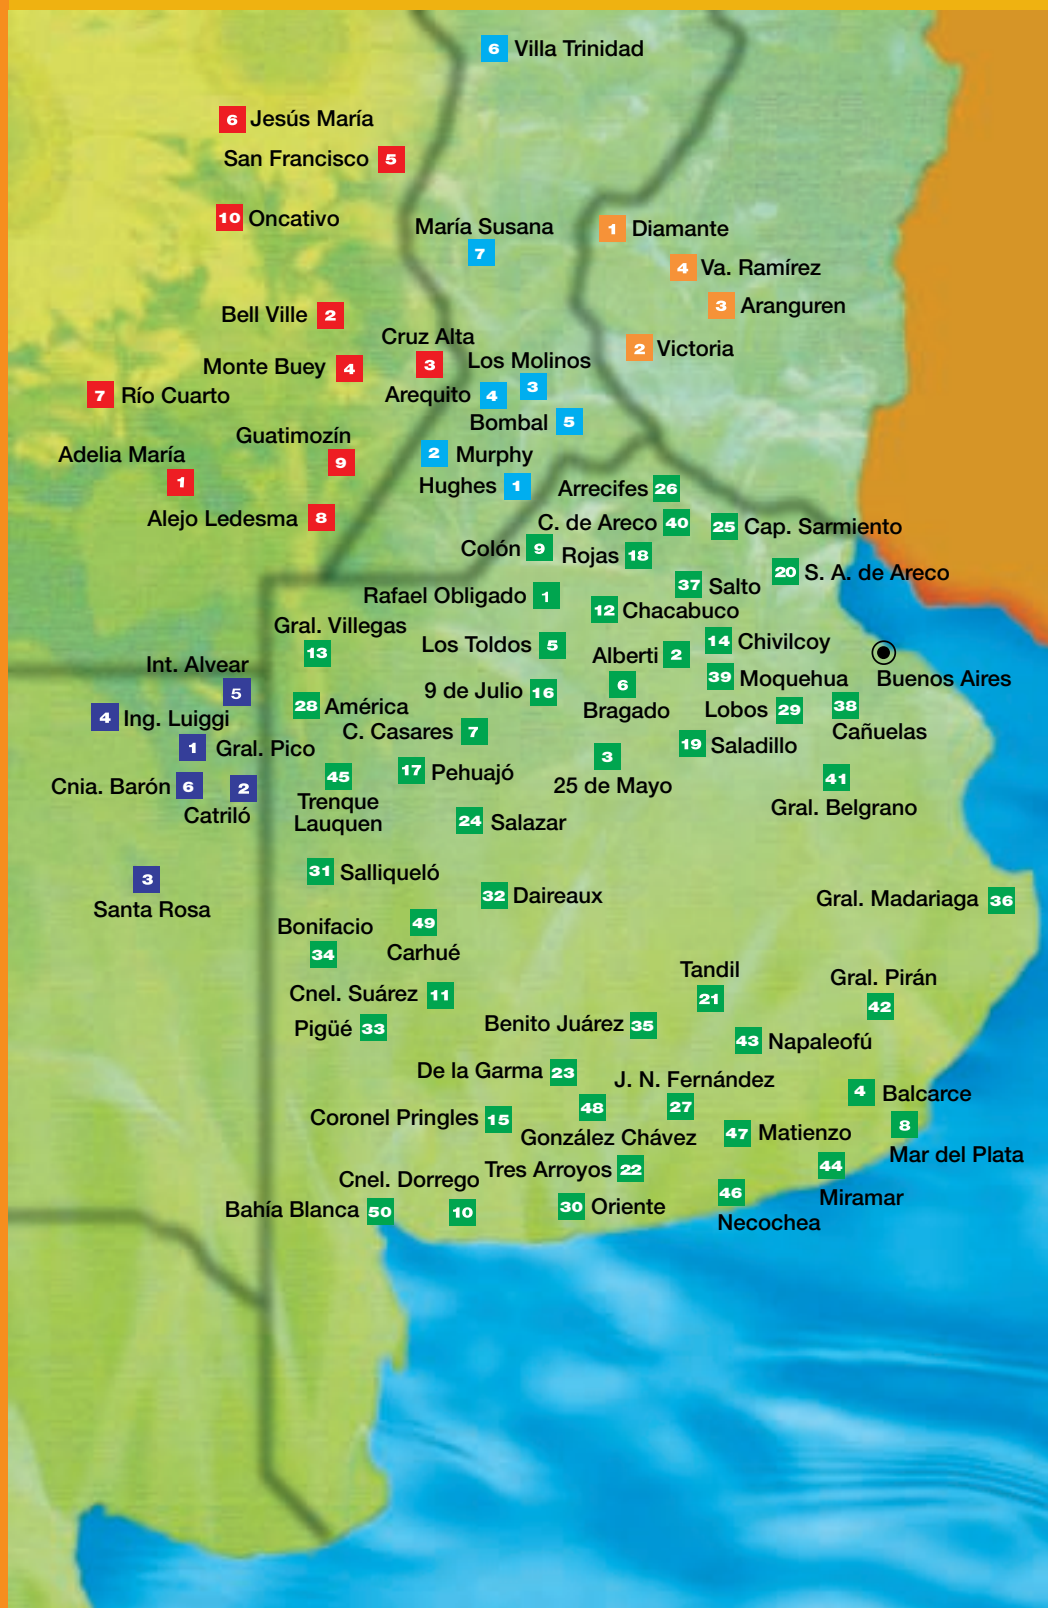 6 Villa Trinidad
6 Jesús María
San Francisco 5
10 Oncativo
María Susana
7
1 Diamante
4 Va. Ramírez
3 Aranguren
Bell Ville 2
Cruz Alta
3
2 Victoria
Monte Buey 4
Los Molinos
3
7 Río Cuarto
Arequito 4
Bombal 5
Guatimozín
9
Adelia María
1
2 Murphy
Hughes 1
Arrecifes 26
Alejo Ledesma 8
C. de Areco 40
25 Cap. Sarmiento
Colón 9
Rojas 18
20 S. A. de Areco
37 Salto
Rafael Obligado 1
12 Chacabuco
Gral. Villegas
13
Los Toldos 5
Alberti 2
14 Chivilcoy
Buenos Aires
Int. Alvear
5
9 de Julio 16
6
Bragado
39 Moquehua
28 América
Lobos 29
38
Cañuelas
4 Ing. Luiggi
C. Casares 7
1 Gral. Pico
19 Saladillo
3
25 de Mayo
17 Pehuajó
45
Trenque
Lauquen
41
Gral. Belgrano
Cnia. Barón 6
2
Catriló
24 Salazar
31 Salliqueló
3
Santa Rosa
32 Daireaux
Gral. Madariaga 36
Bonifacio
34
49
Carhué
Tandil
21
Gral. Pirán
42
Cnel. Suárez 11
Pigüé 33
Benito Juárez 35
43 Napaleofú
De la Garma 23
J. N. Fernández
27
4 Balcarce
Coronel Pringles 15
48
González Chávez
47 Matienzo
8
Mar del Plata
Cnel. Dorrego
10
Tres Arroyos 22
44
Miramar
Bahía Blanca 50
30 Oriente
46
Necochea